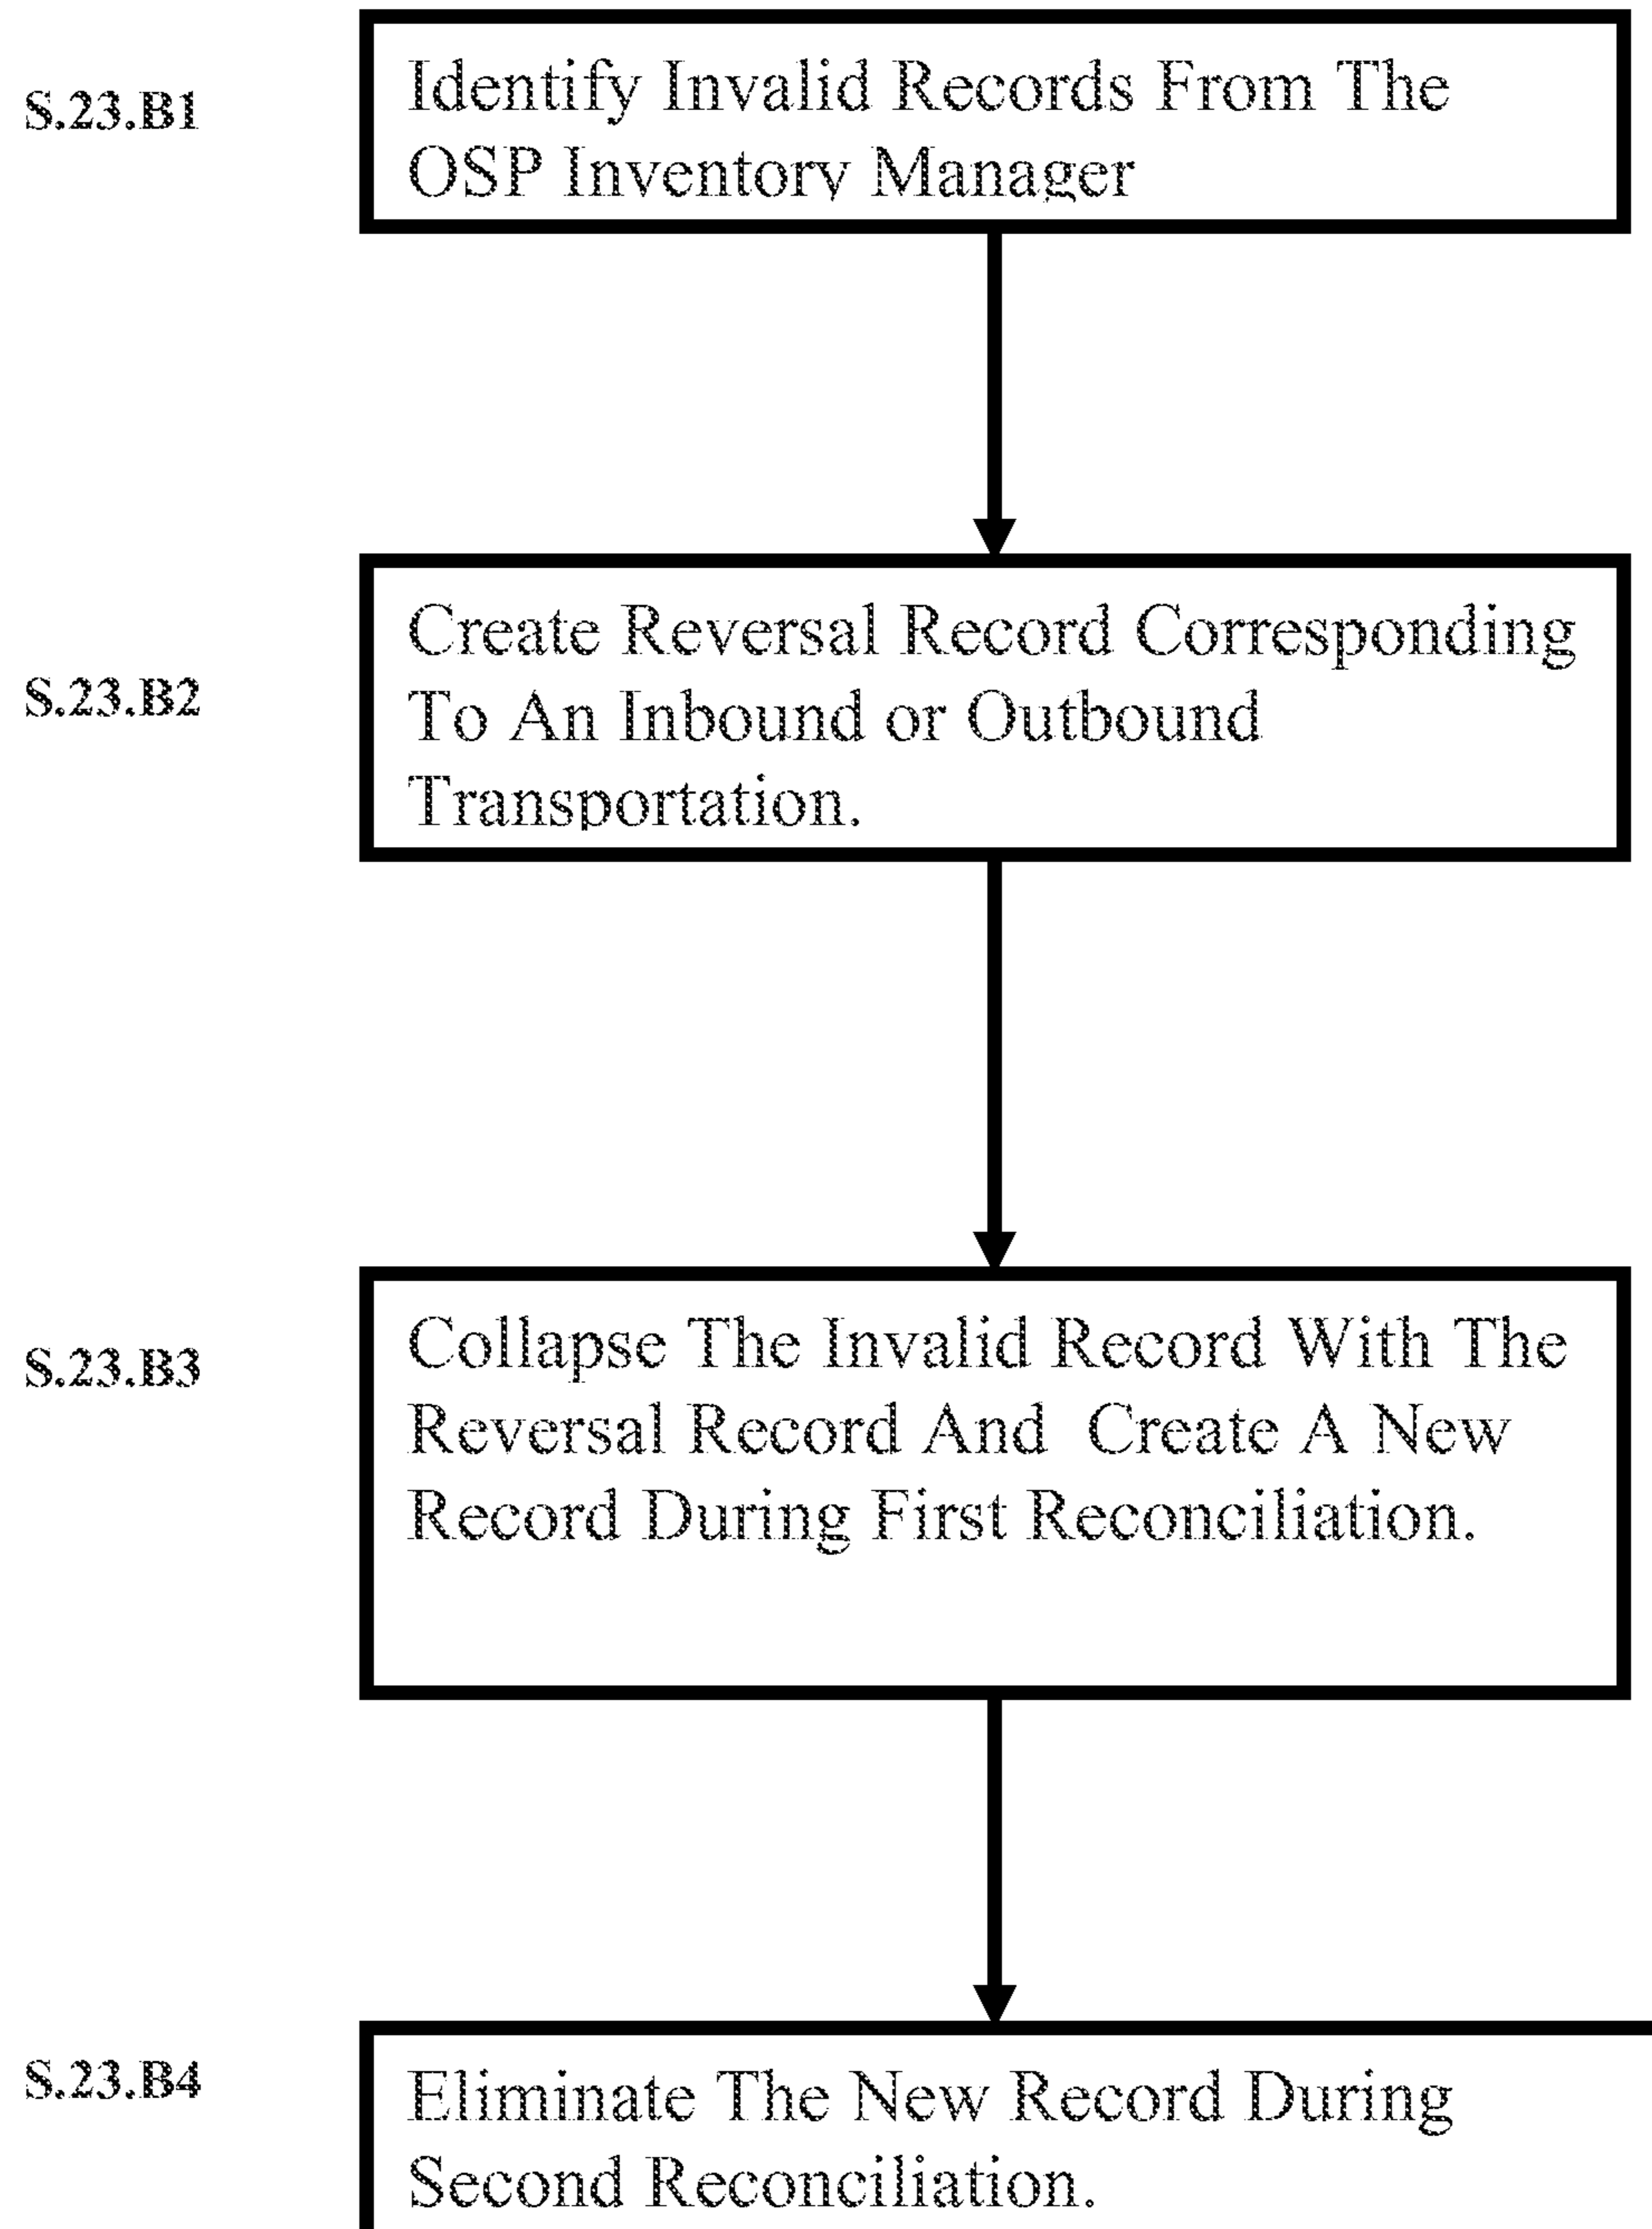 S.23.B1
Identify Invalid Records From The
OSP Inventory Manager
S.23.B2
Create Reversal Record Corresponding
To An Inbound or Outbound
Transportation.
S.23.B3
Collapse The Invalid Record With The
Reversal Record And Create A New
Record During First Reconciliation.
S.23.B4
Eliminate The New Record During
Second Reconciliation.